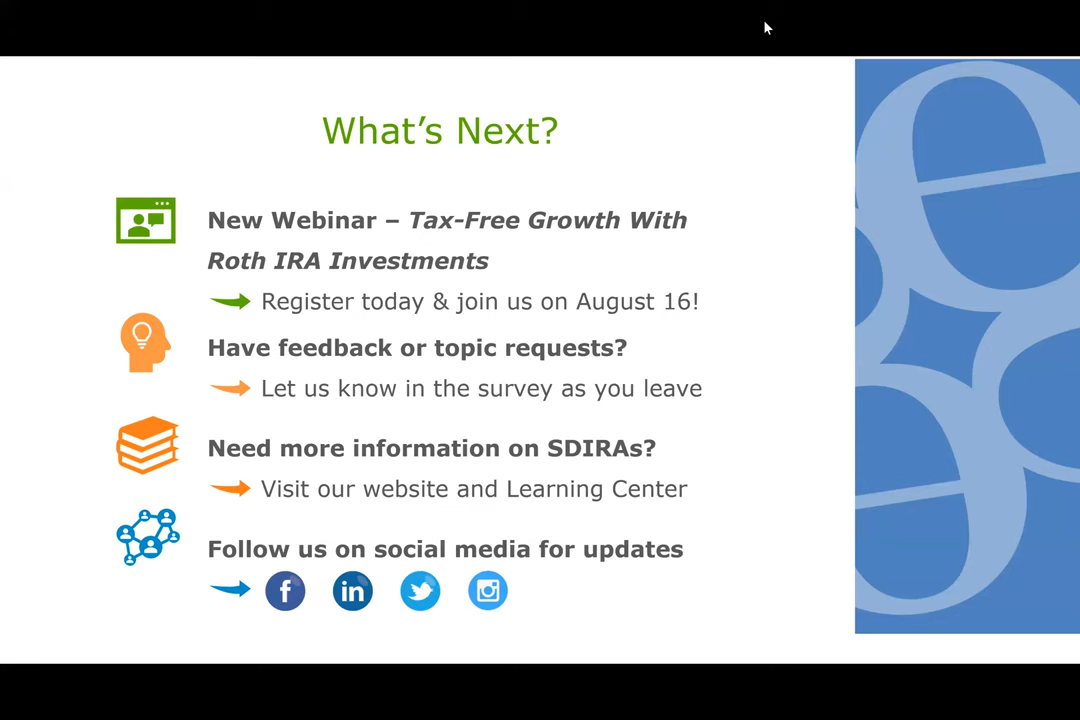 What's Next?
New Webinar – Tax-Free Growth With
Roth IRA Investments
Register today & join us on August 16!
Have feedback or topic requests?
Let us know in the survey as you leave
Need more information on SDIRAs?
Visit our website and Learning Center
Follow us on social media for updates
f in